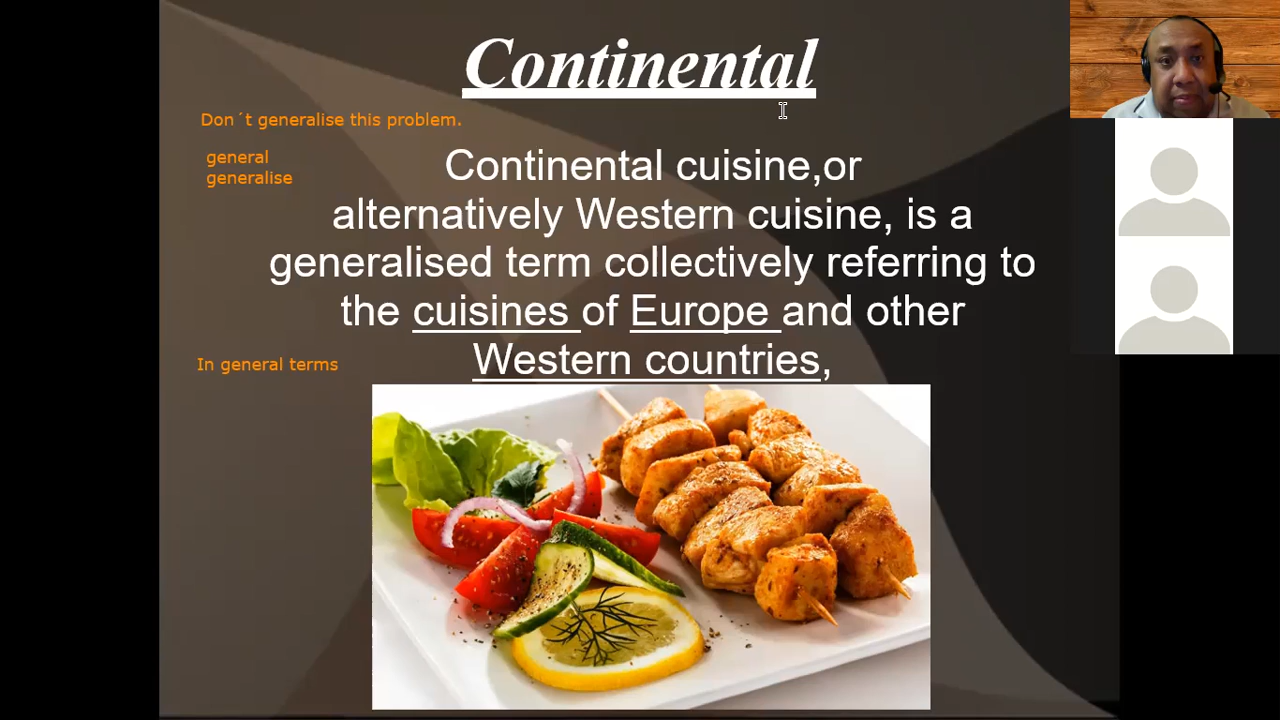 Continental
Don´t generalise this problem.
general
generalise
Continental cuisine,or
alternatively Western cuisine, is a
generalised term collectively referring to
the cuisines of Europe and other
Western countries,
In general terms